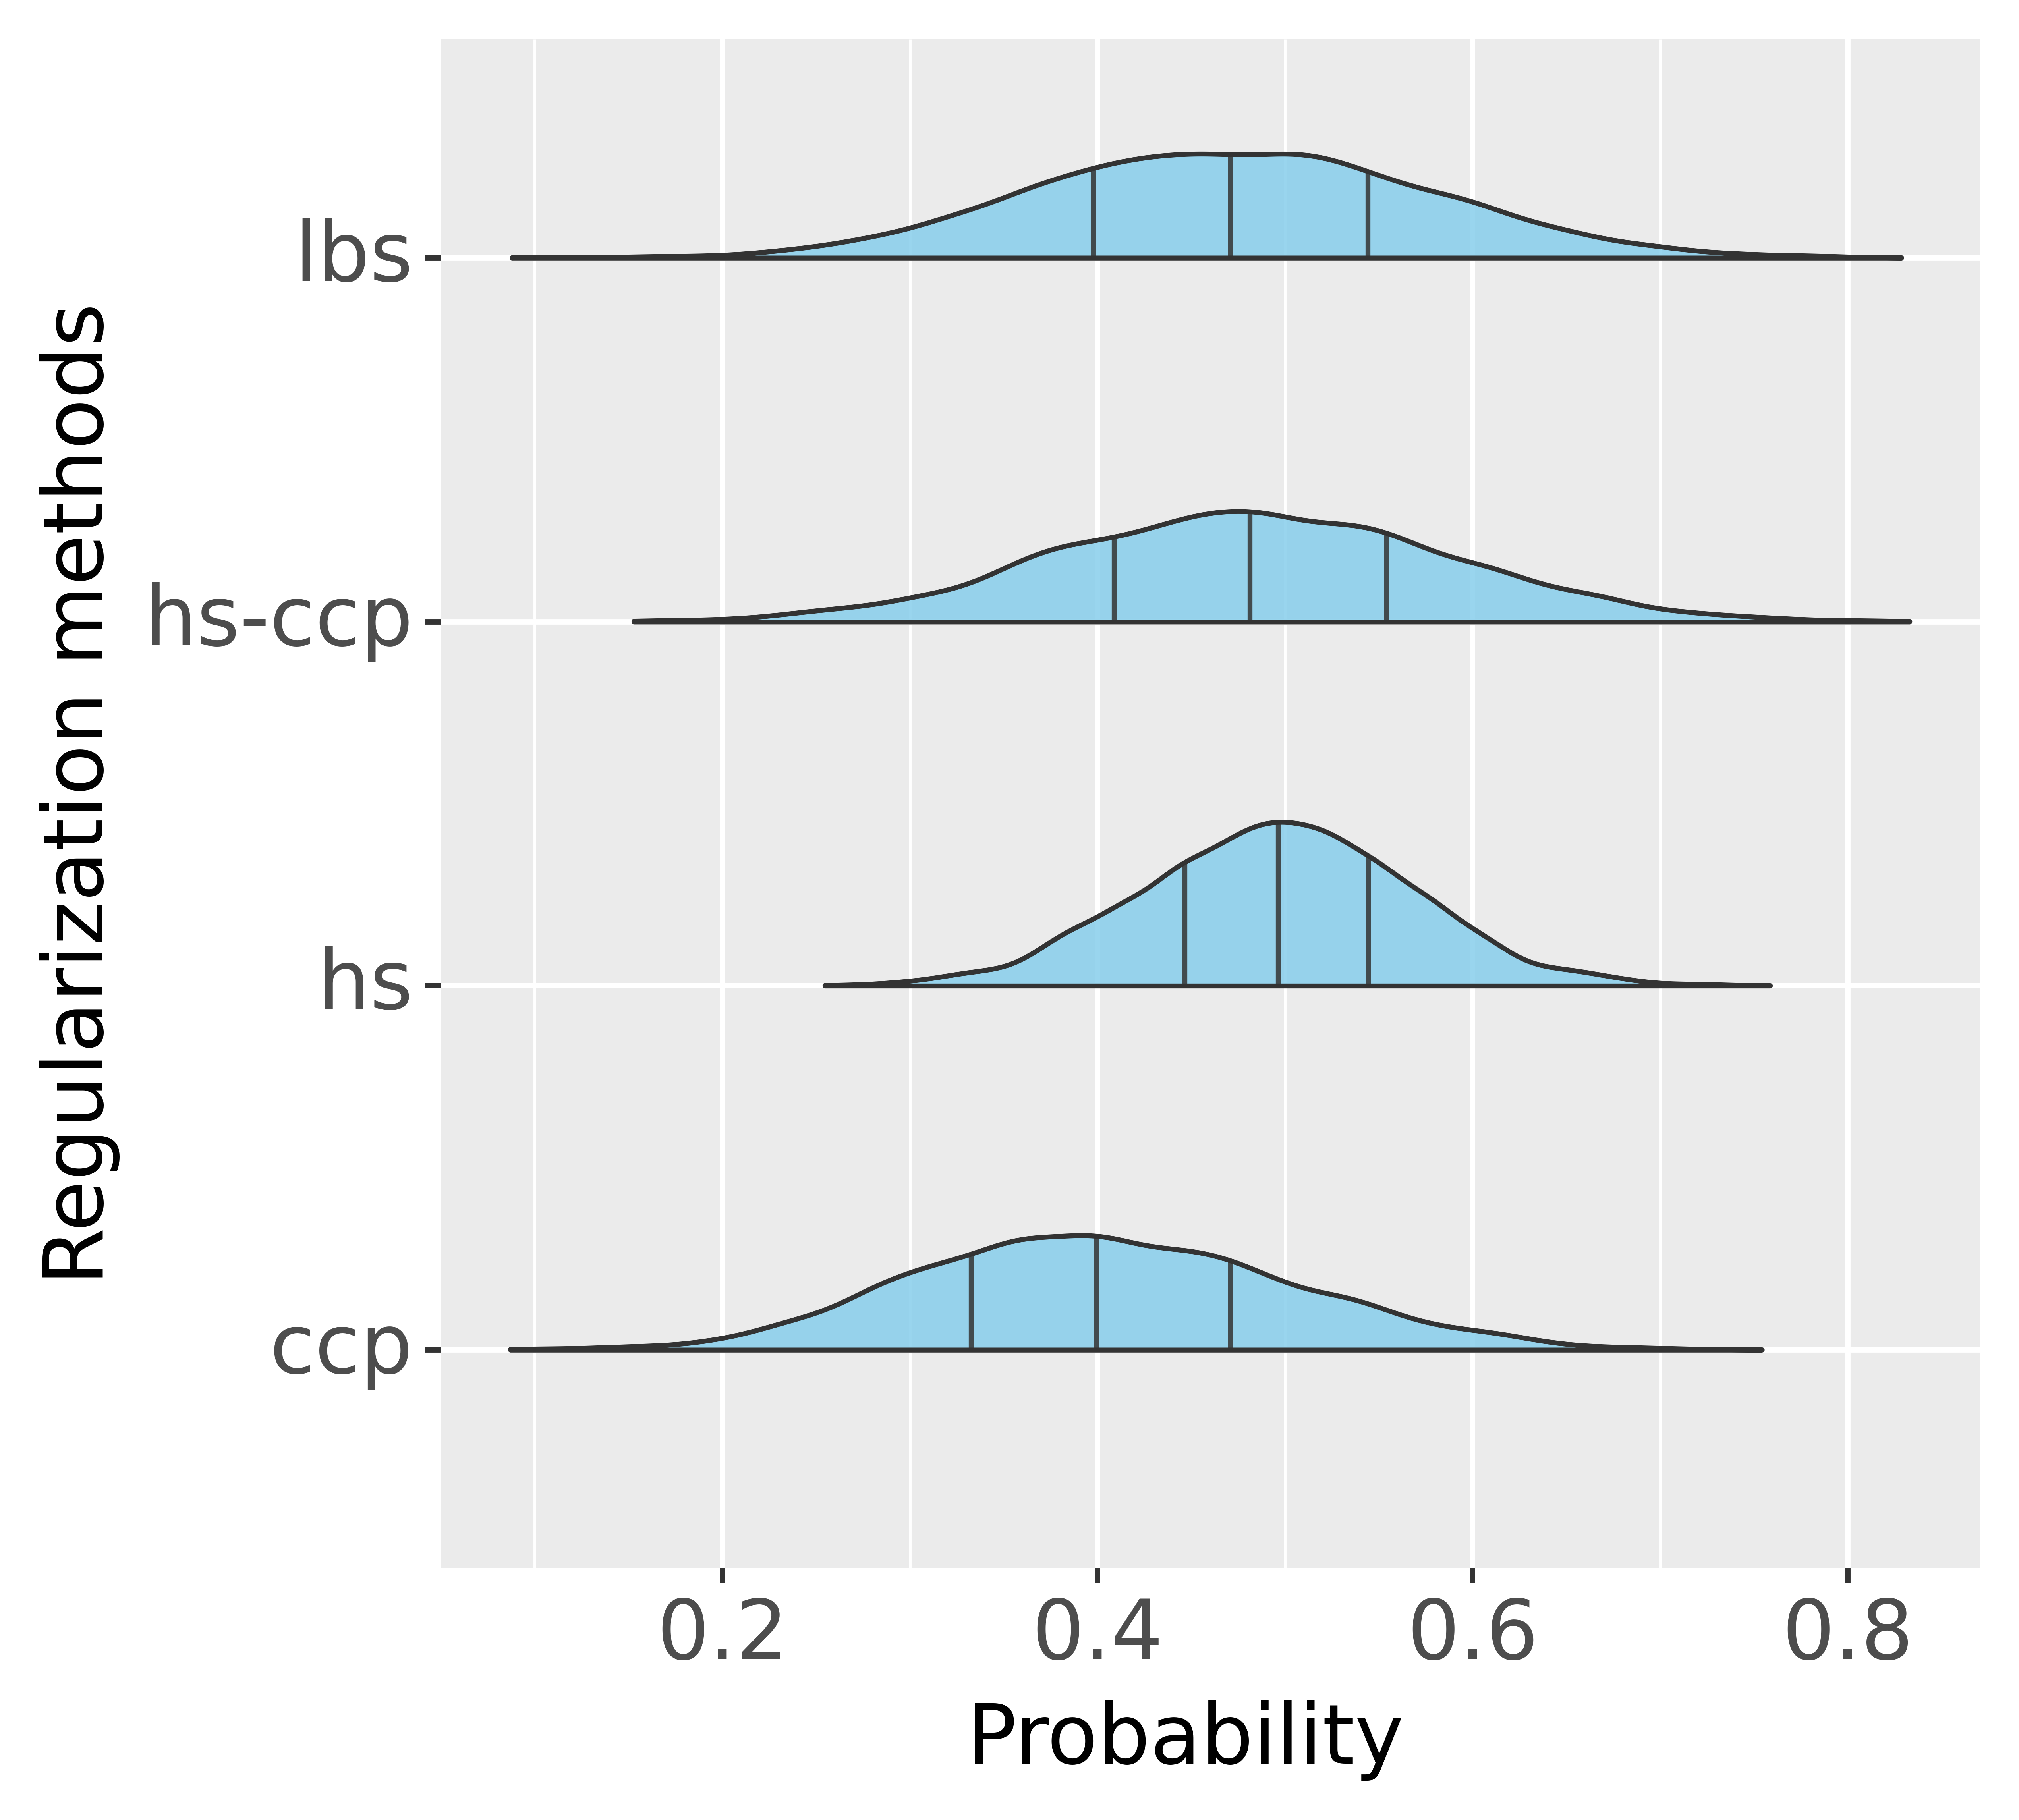 Regularization methods
lbs
hs-ccp
hs
ccp
0.2 0.4 0.6 0.8
Probability